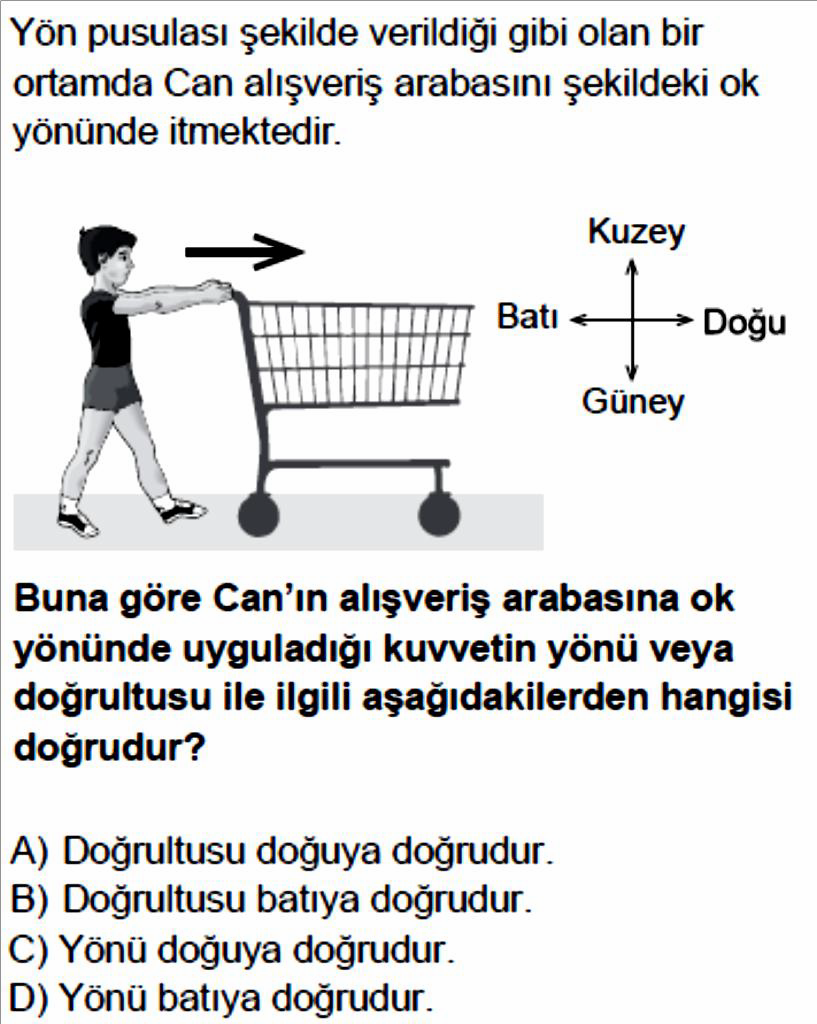 Yön pusulası şekilde verildiği gibi olan bir
ortamda Can alışveriş arabasını şekildeki ok
yönünde itmektedir.
Kuzey
Batı
Doğu
Güney
Buna göre Can’ın alışveriş arabasına ok
yönünde uyguladığı kuvvetin yönü veya
doğrultusu ile ilgili aşağıdakilerden hangisi
doğrudur?
A) Doğrultusu doğuya doğrudur.
B) Doğrultusu batıya doğrudur.
C) Yönü doğuya doğrudur.
D) Yönü batıya doğrudur.